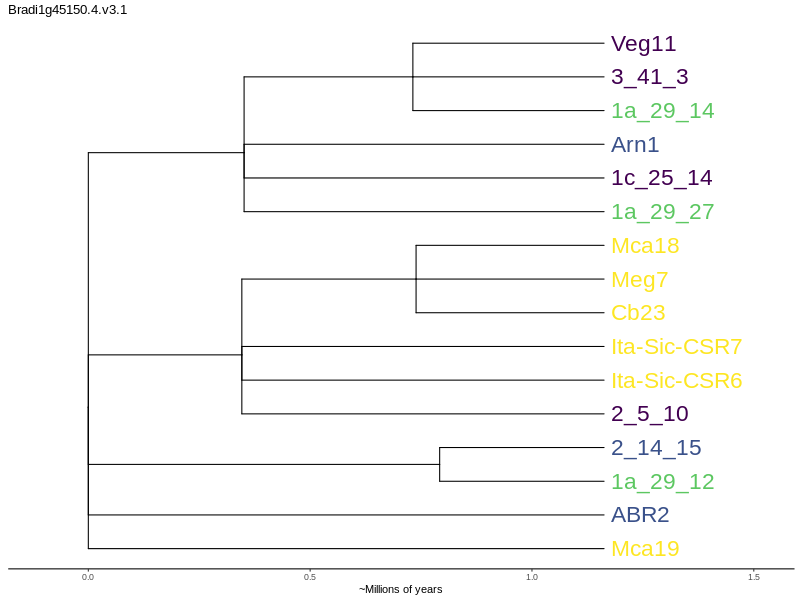 Bradi1g45150.4.v3.1
Veg11
3_41_3
1a_29_14
Arn1
1c_25_14
1a_29_27
Mca18
Meg7
Cb23
Ita-Sic-CSR7
Ita-Sic-CSR6
2_5_10
2_14_15
1a_29_12
ABR2
Mca19
0.0 0.5 1.0 1.5
~Millions of years